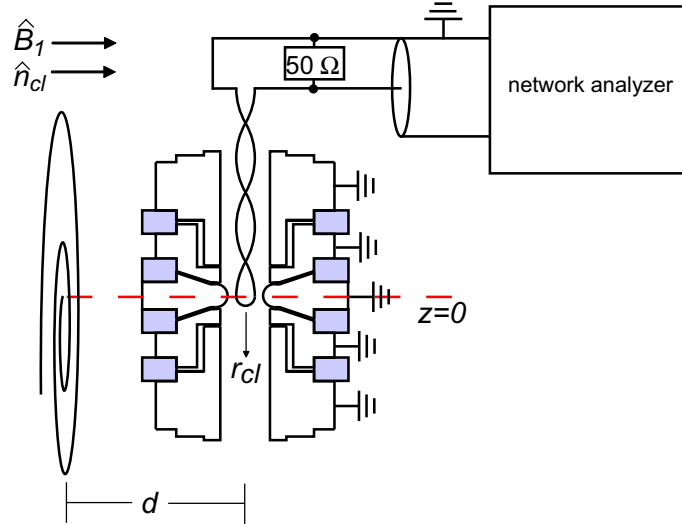 B̂₁
n̂cl
50 Ω
network analyzer
z=0
rcl
d